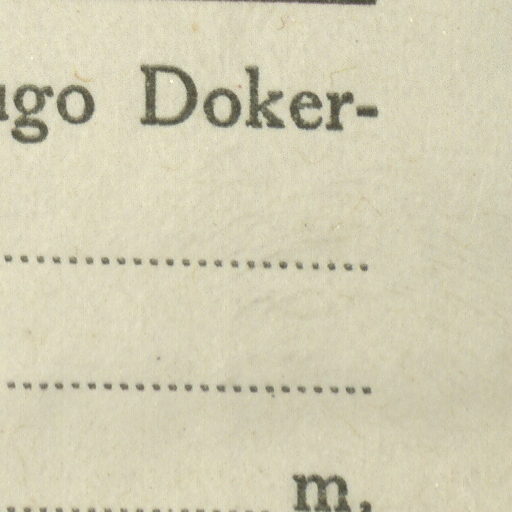 ugo Doker-
m,